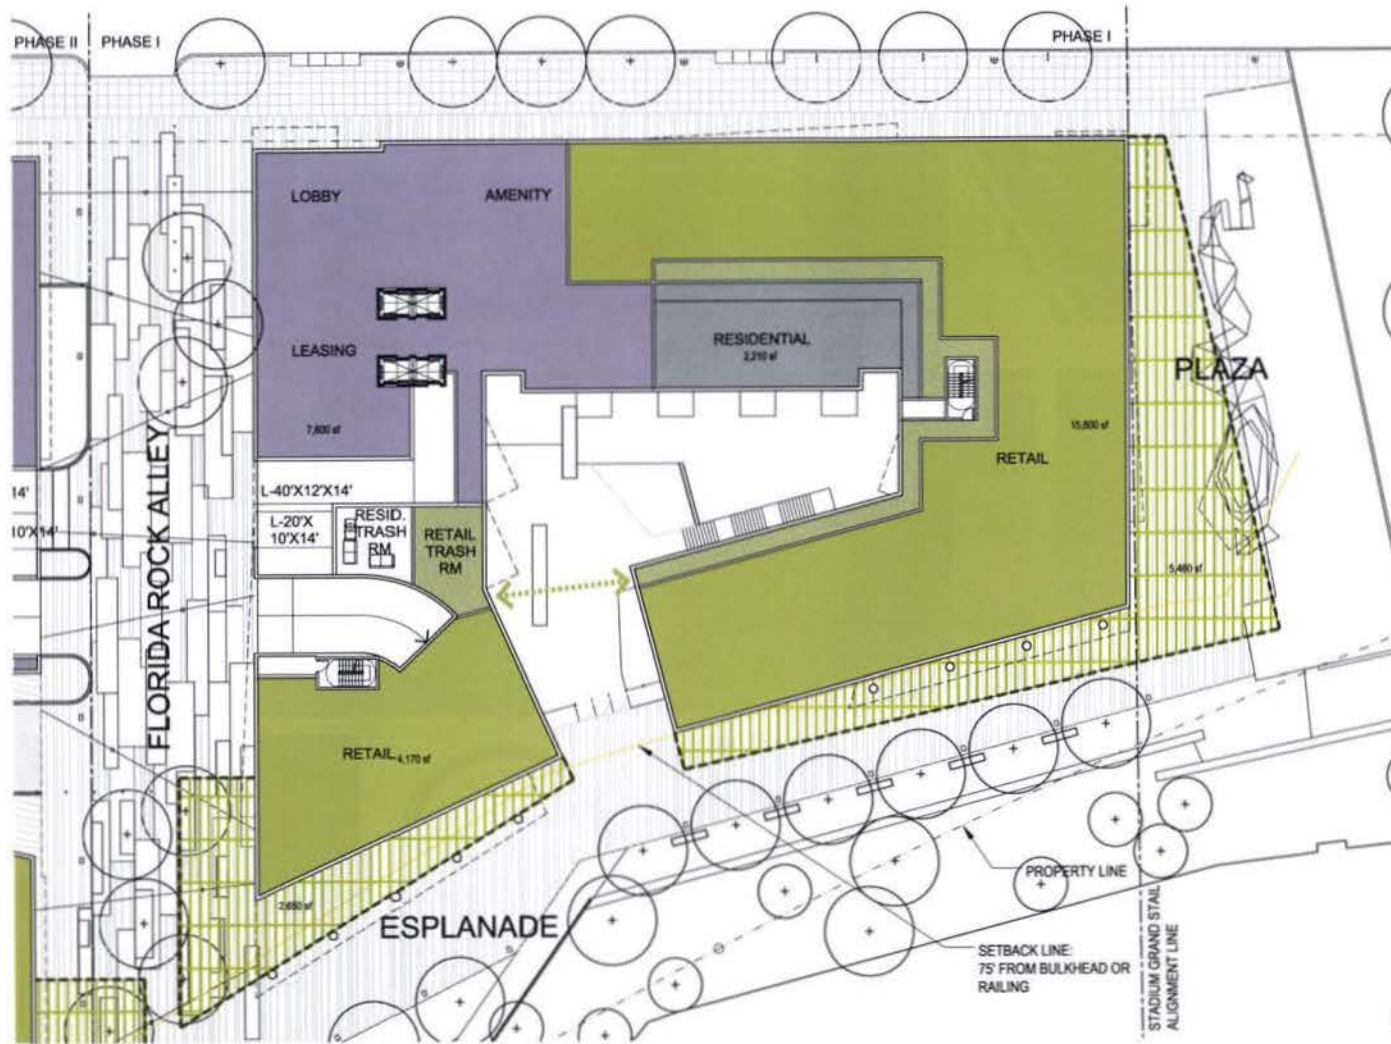 PHASE II
PHASE I
PHASE I
LOBBY
AMENITY
LEASING
7,600 sf
RESIDENTIAL
2,210 sf
PLAZA
15,800 sf
RETAIL
FLORIDA ROCK ALLEY
14'
10'X14'
L-40'X12'X14'
L-20'X
10'X14'
RESID.
TRASH
RM
RETAIL
TRASH
RM
5,460 sf
RETAIL 4,170 sf
2,650 sf
ESPLANADE
PROPERTY LINE
SETBACK LINE:
75' FROM BULKHEAD OR
RAILING
STADIUM GRAND STAIL
ALIGNMENT LINE